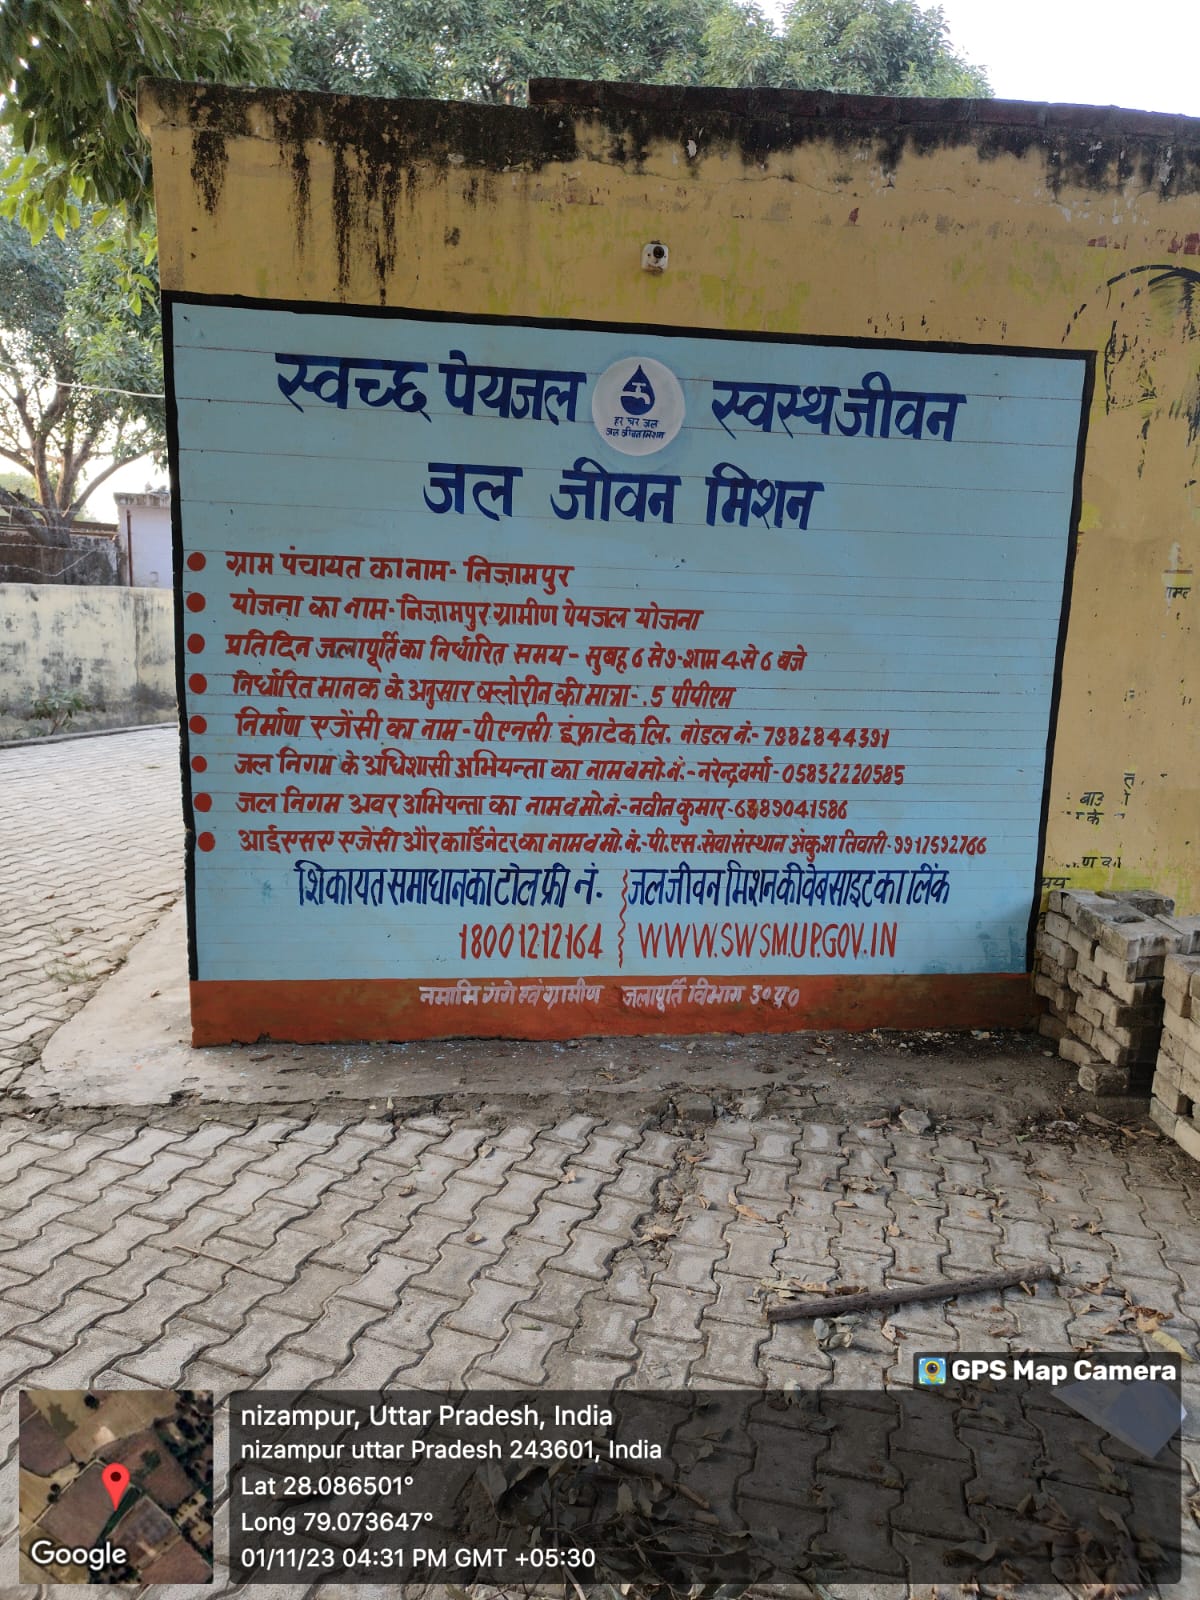 स्वच्छ पेयजल स्वस्थ जीवन
हर घर जल
जल जीवन मिशन
जल जीवन मिशन
ग्राम पंचायत का नाम- निज़ामपुर
योजना का नाम- निज़ामपुर ग्रामीण पेयजल योजना
प्रतिदिन जलापूर्ति का निर्धारित समय - सुबह 6 से 9-शाम 4 से 6 बजे
निर्धारित मानक के अनुसार क्लोरीन की मात्रा- .5 पीपीएम
निर्माण एजेंसी का नाम - पीएनसी इंफ्राटेक लि. नोडल नं:- 7982844391
जल निगम के अधिशासी अभियन्ता का नाम व मो.नं.- नरेन्द्र वर्मा - 05832220585
जल निगम अवर अभियन्ता का नाम व मो.नं:- नवीन कुमार - 6389041586
आईएसए एजेंसी और कार्डिनेटर का नाम व मो. नं.- पी.एस.सेवा संस्थान अंकुश तिवारी - 9917592766
शिकायत समाधान का टोल फ्री नं. जल जीवन मिशन की वेबसाइट का लिंक
18001212164 WWW.SWSM.UP.GOV.IN
नमामि गंगे एवं ग्रामीण जलापूर्ति विभाग उ०प्र०
GPS Map Camera
nizampur, Uttar Pradesh, India
nizampur uttar Pradesh 243601, India
Lat 28.086501°
Long 79.073647°
01/11/23 04:31 PM GMT +05:30
Google